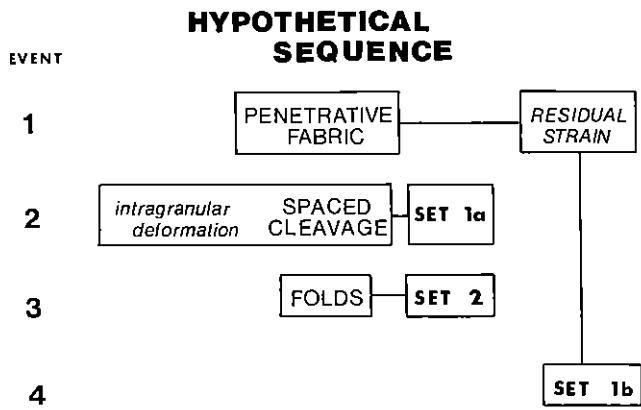 HYPOTHETICAL
SEQUENCE
EVENT
1
PENETRATIVE
FABRIC
RESIDUAL
STRAIN
2
intragranular
deformation
SPACED
CLEAVAGE
SET 1a
3
FOLDS
SET 2
4
SET 1b